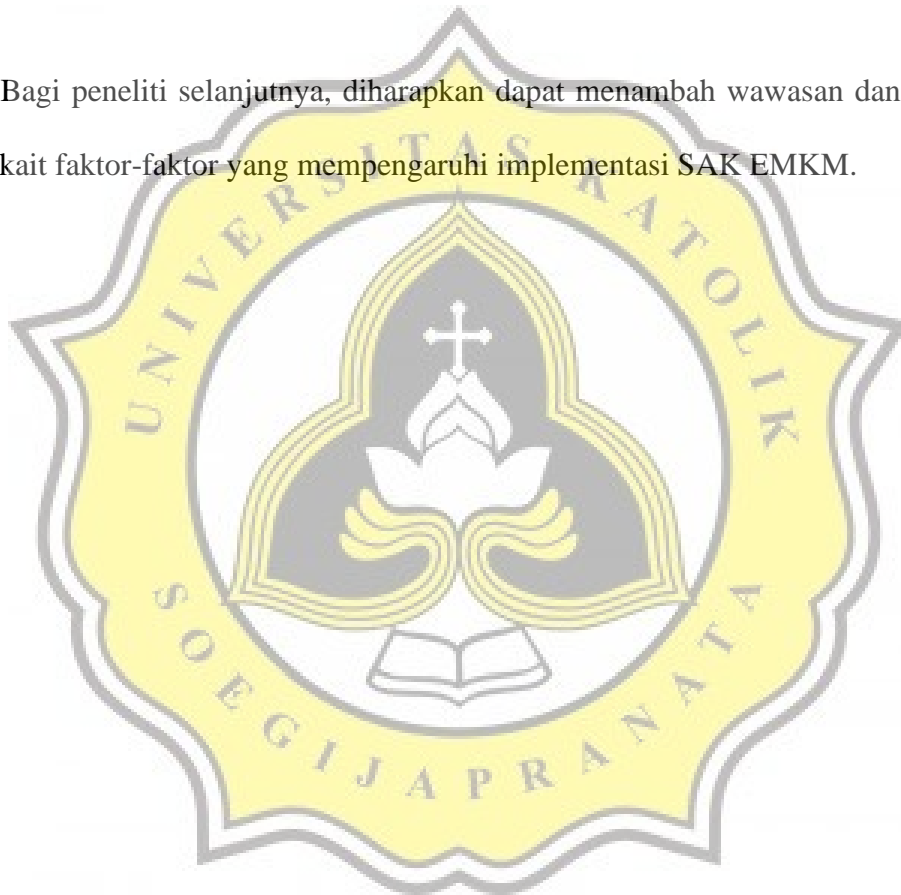 Bagi peneliti selanjutnya, diharapkan dapat menambah wawasan dan
kait faktor-faktor yang mempengaruhi implementasi SAK EMKM.
UNIVERSITAS KATOLIK
SOEGIJAPRANATA